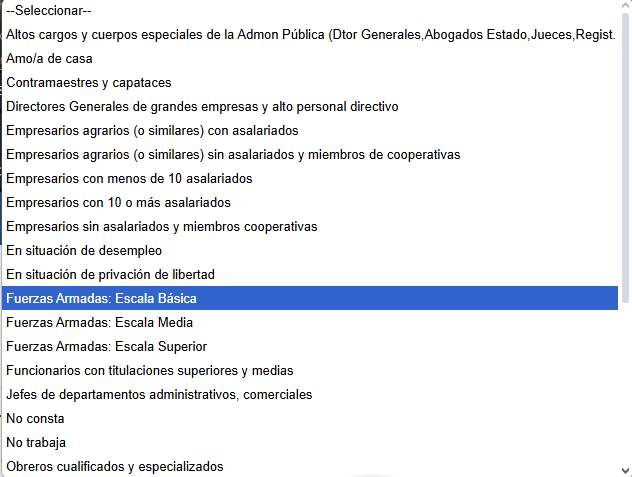 --Seleccionar--
Altos cargos y cuerpos especiales de la Admon Pública (Dtor Generales,Abogados Estado,Jueces,Regist.
Amo/a de casa
Contramaestres y capataces
Directores Generales de grandes empresas y alto personal directivo
Empresarios agrarios (o similares) con asalariados
Empresarios agrarios (o similares) sin asalariados y miembros de cooperativas
Empresarios con menos de 10 asalariados
Empresarios con 10 o más asalariados
Empresarios sin asalariados y miembros cooperativas
En situación de desempleo
En situación de privación de libertad
Fuerzas Armadas: Escala Básica
Fuerzas Armadas: Escala Media
Fuerzas Armadas: Escala Superior
Funcionarios con titulaciones superiores y medias
Jefes de departamentos administrativos, comerciales
No consta
No trabaja
Obreros cualificados y especializados